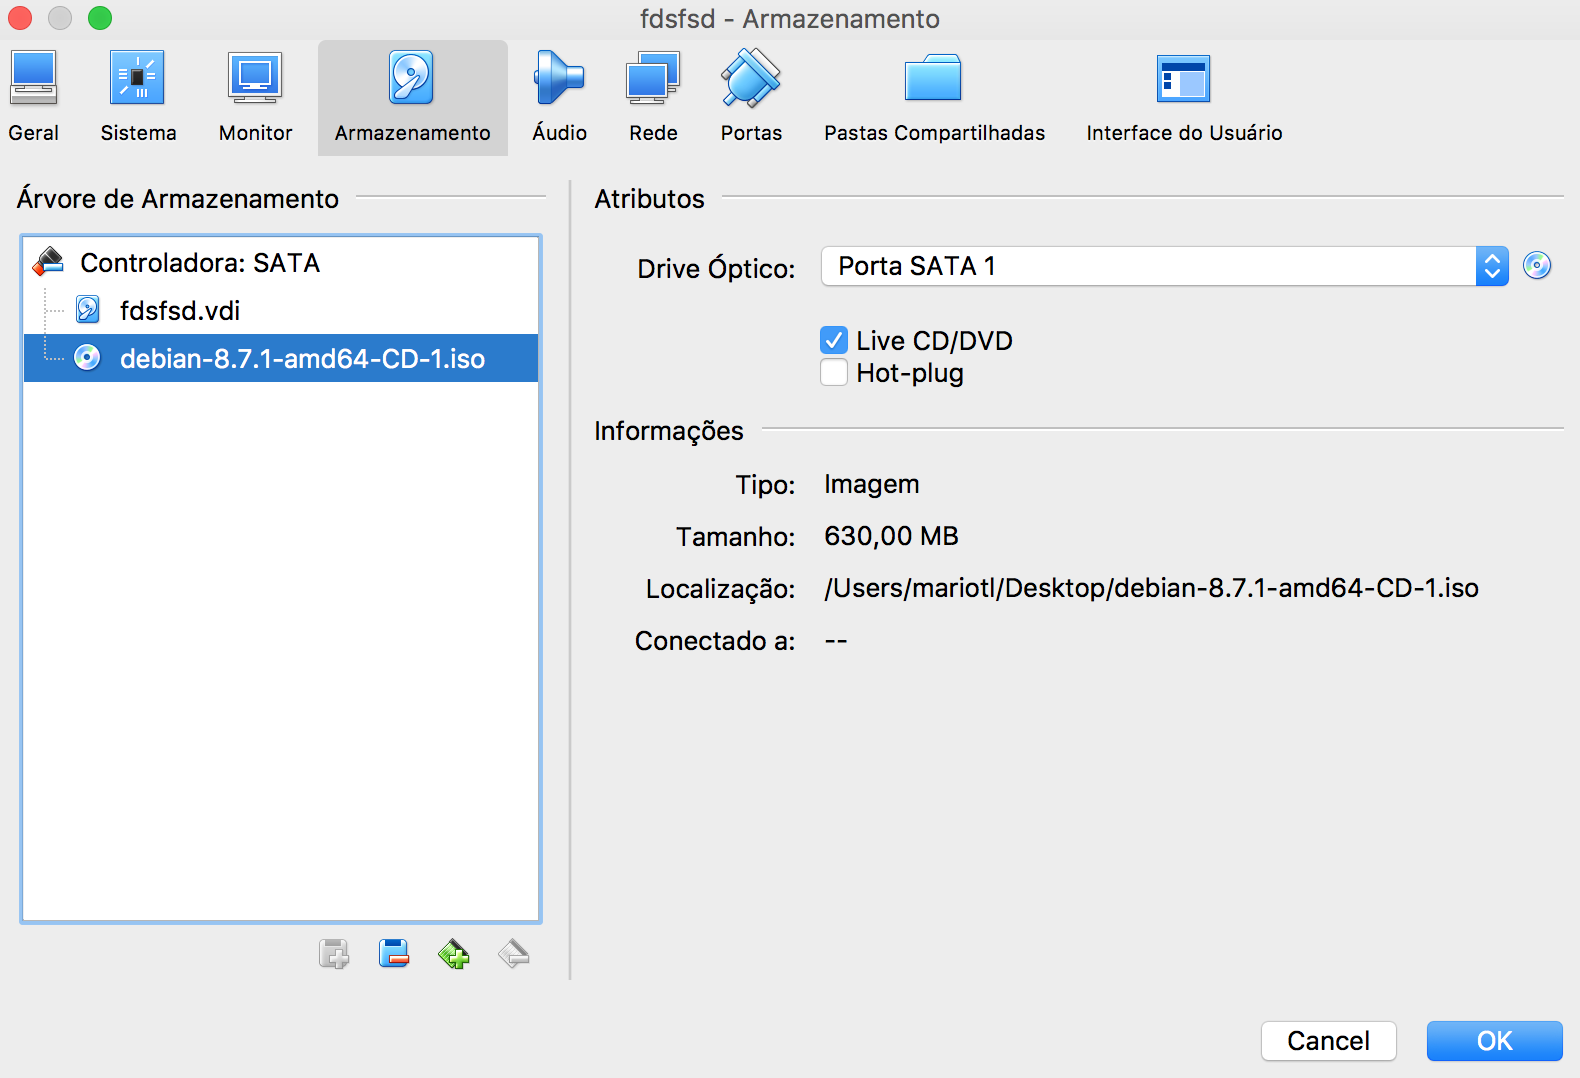 fdsfsd - Armazenamento
Geral Sistema Monitor Armazenamento Áudio Rede Portas Pastas Compartilhadas Interface do Usuário
Árvore de Armazenamento
Controladora: SATA
fdsfsd.vdi
debian-8.7.1-amd64-CD-1.iso
Atributos
Drive Óptico: Porta SATA 1
Live CD/DVD
Hot-plug
Informações
Tipo: Imagem
Tamanho: 630,00 MB
Localização: /Users/mariotl/Desktop/debian-8.7.1-amd64-CD-1.iso
Conectado a: --
Cancel OK